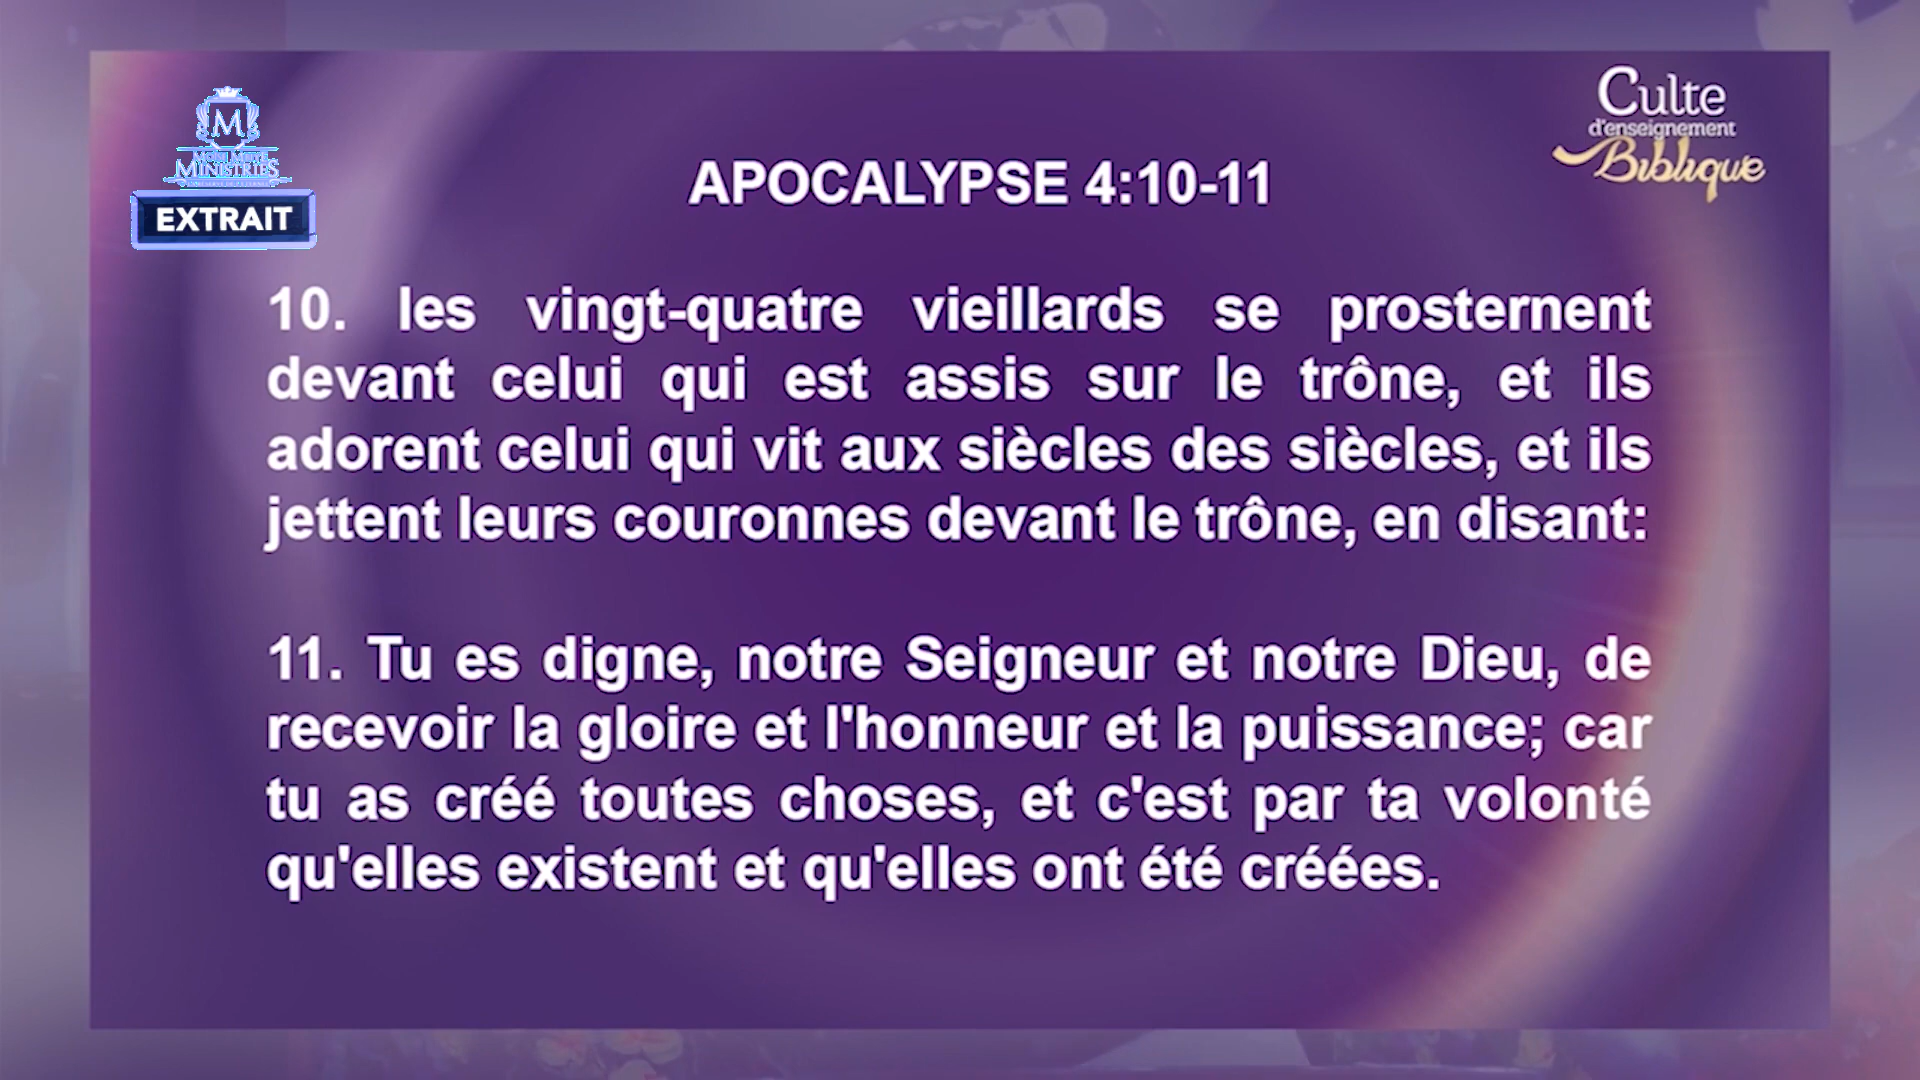 M
MINISTRIES
EXTRAIT
Culte
d'enseignement
Biblique
APOCALYPSE 4:10-11
10. les vingt-quatre vieillards se prosternent
devant celui qui est assis sur le trône, et ils
adorent celui qui vit aux siècles des siècles, et ils
jettent leurs couronnes devant le trône, en disant:
11. Tu es digne, notre Seigneur et notre Dieu, de
recevoir la gloire et l'honneur et la puissance; car
tu as créé toutes choses, et c'est par ta volonté
qu'elles existent et qu'elles ont été créées.